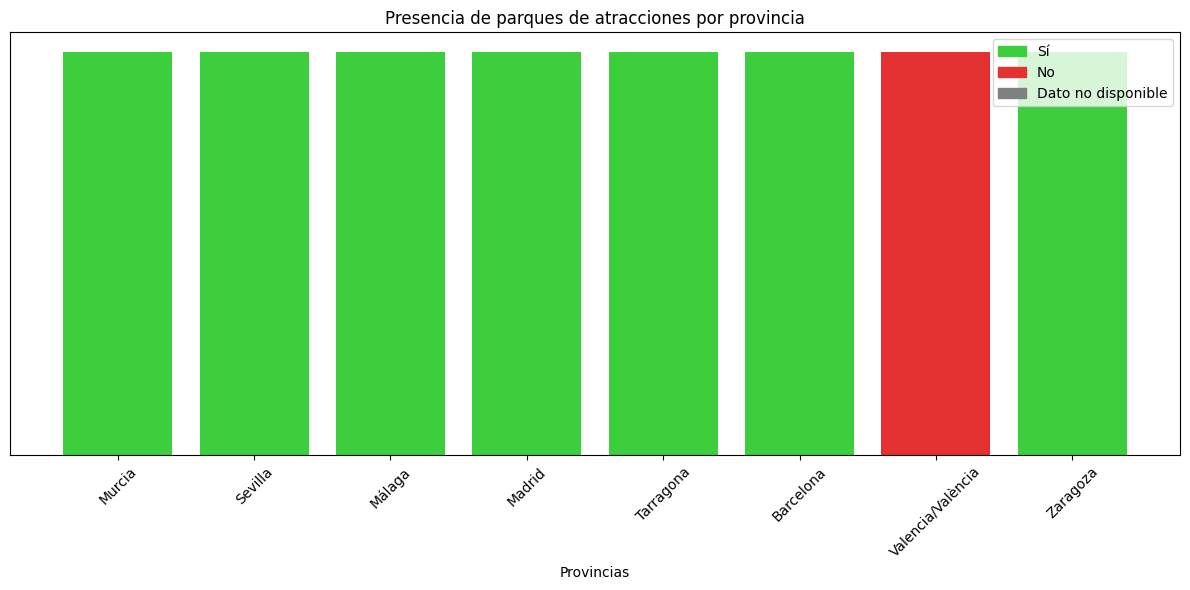 Presencia de parques de atracciones por provincia
Sí
No
Dato no disponible
Murcia
Sevilla
Málaga
Madrid
Tarragona
Barcelona
Valencia/València
Zaragoza
Provincias